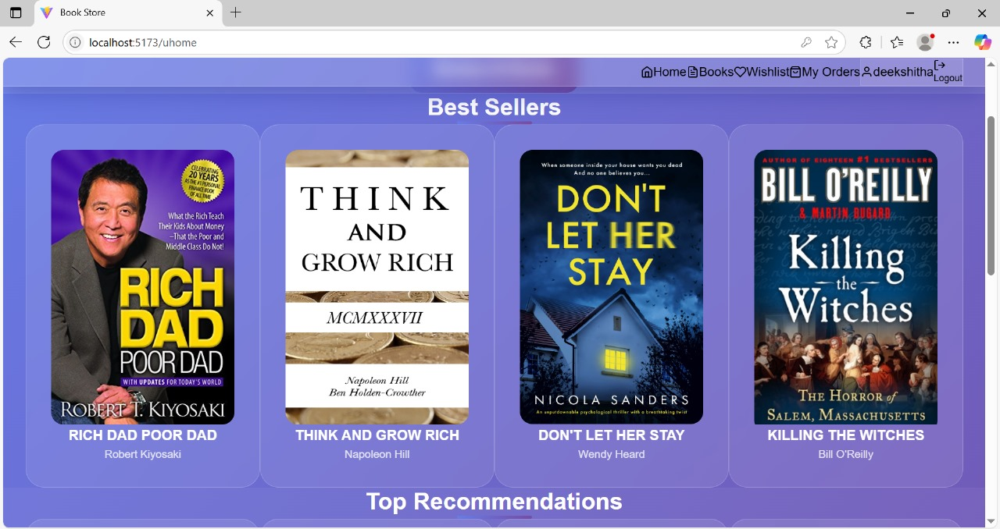 Book Store
localhost:5173/uhome
Home Books Wishlist My Orders deekshitha Logout
Best Sellers
CELEBRATING
20 YEARS
AS THE #1 PERSONAL
FINANCE BOOK
OF ALL TIME
What the Rich Teach
Their Kids About Money
–That the Poor and
Middle Class Do Not!
RICH
DAD
POOR DAD
WITH UPDATES FOR TODAY'S WORLD
ROBERT T. KIYOSAKI
RICH DAD POOR DAD
Robert Kiyosaki
THINK
AND
GROW RICH
MCMXXXVII
Napoleon Hill
Ben Holden-Crowther
THINK AND GROW RICH
Napoleon Hill
When someone inside your house wants you dead
And no one believes you...
DON'T
LET HER
STAY
NICOLA SANDERS
An unputdownable psychological thriller with a breathtaking twist
DON'T LET HER STAY
Wendy Heard
AUTHOR OF EIGHTEEN #1 BESTSELLERS
BILL O'REILLY
& MARTIN DUGARD
Killing
the
Witches
THE HORROR of
SALEM, MASSACHUSETTS
KILLING THE WITCHES
Bill O'Reilly
Top Recommendations